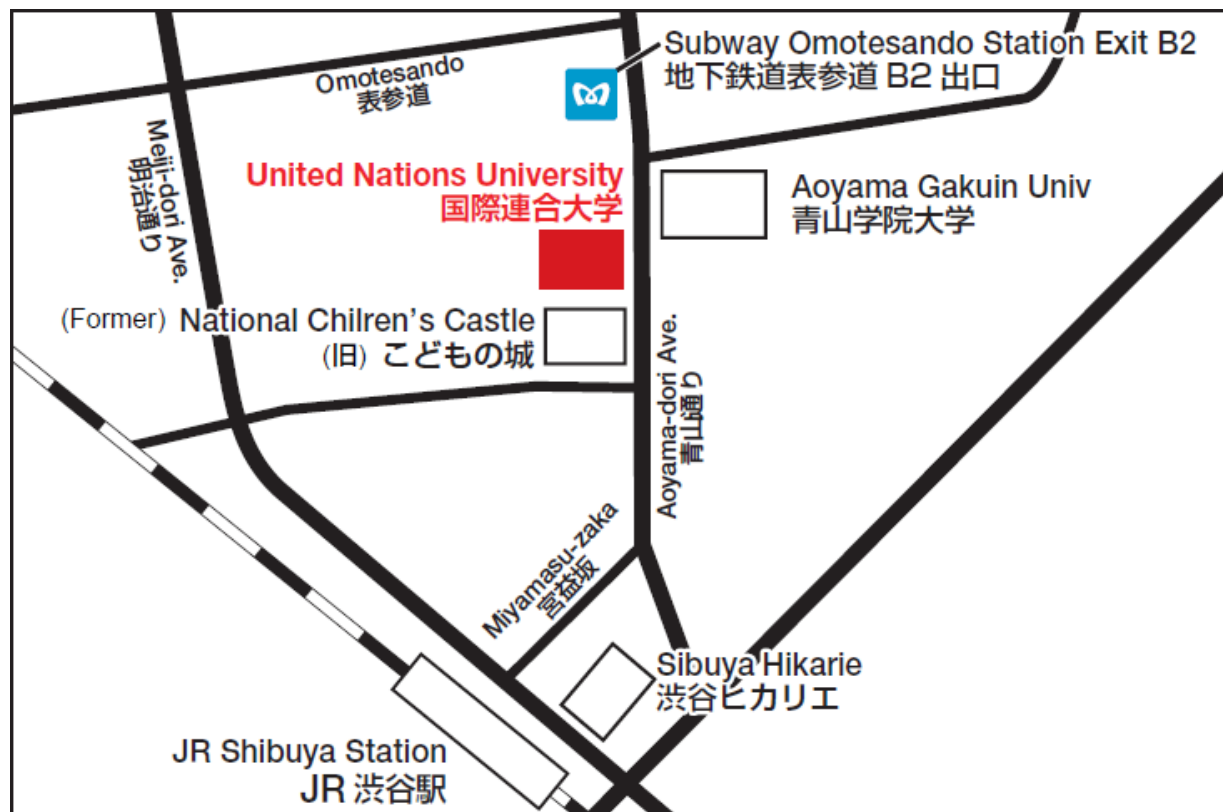 Subway Omotesando Station Exit B2
地下鉄道表参道 B2 出口
Omotesando
表参道
Meiji-dori Ave.
明治通り
United Nations University
国際連合大学
Aoyama Gakuin Univ
青山学院大学
(Former) National Chilren's Castle
(旧) こどもの城
Aoyama-dori Ave.
青山通り
Miyamasu-zaka
宮益坂
Sibuya Hikarie
渋谷ヒカリエ
JR Shibuya Station
JR 渋谷駅